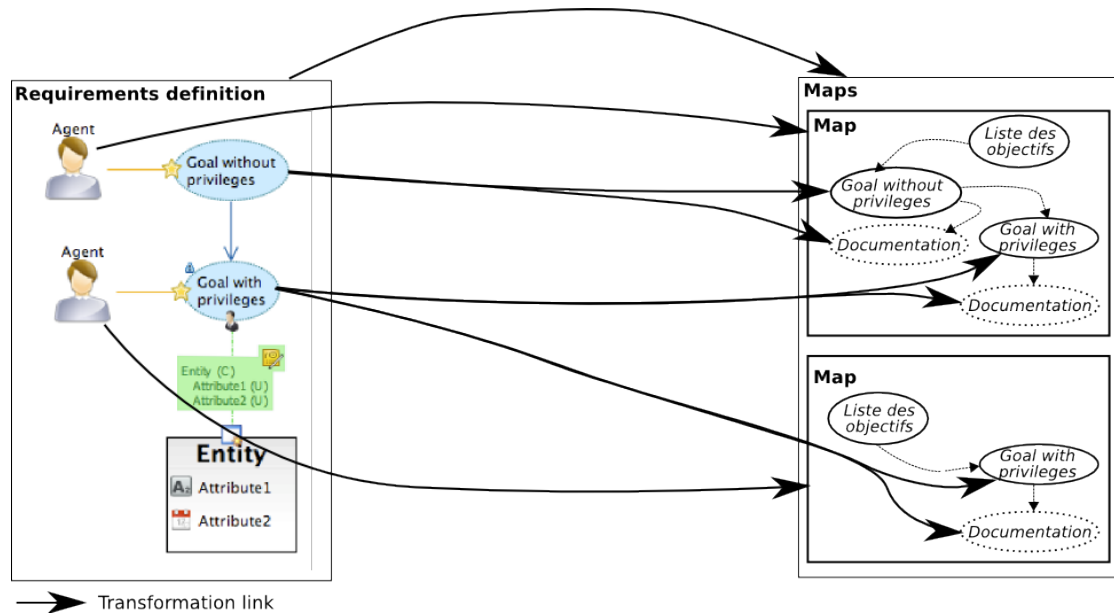 Requirements definition
Agent
Goal without
privileges
Agent
Goal with
privileges
Entity (C)
Attribute1 (U)
Attribute2 (U)
Entity
Attribute1
Attribute2
Transformation link
Maps
Map
Liste des
objectifs
Goal without
privileges
Documentation
Goal with
privileges
Documentation
Map
Liste des
objectifs
Goal with
privileges
Documentation